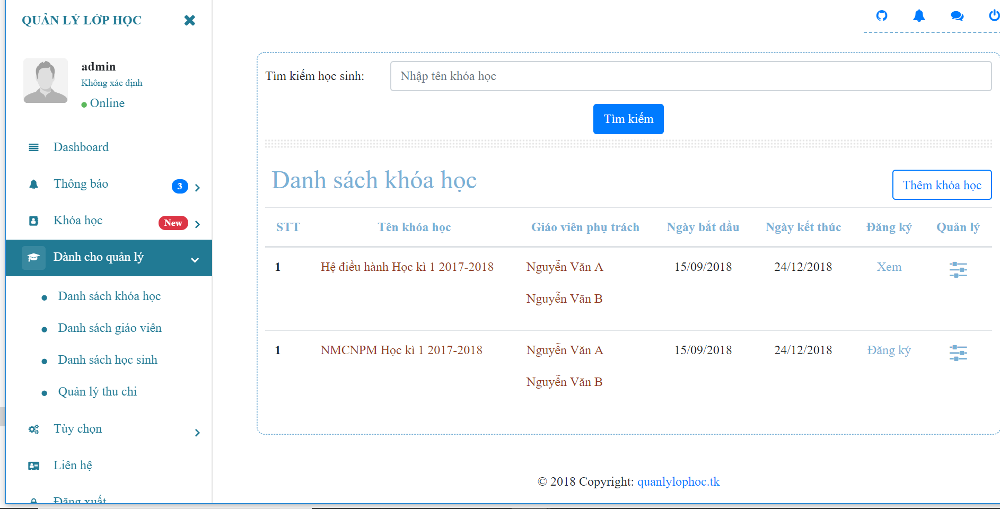 QUẢN LÝ LỚP HỌC
admin
Không xác định
Online
Dashboard
Thông báo 3
Khóa học New
Dành cho quản lý
Danh sách khóa học
Danh sách giáo viên
Danh sách học sinh
Quản lý thu chi
Tùy chọn
Liên hệ
Đăng xuất
Tìm kiếm học sinh: Nhập tên khóa học
Tìm kiếm
Danh sách khóa học
Thêm khóa học
STT Tên khóa học Giáo viên phụ trách Ngày bắt đầu Ngày kết thúc Đăng ký Quản lý
1 Hệ điều hành Học kì 1 2017-2018 Nguyễn Văn A 15/09/2018 24/12/2018 Xem
Nguyễn Văn B
1 NMCNPM Học kì 1 2017-2018 Nguyễn Văn A 15/09/2018 24/12/2018 Đăng ký
Nguyễn Văn B
© 2018 Copyright: quanlylophoc.tk